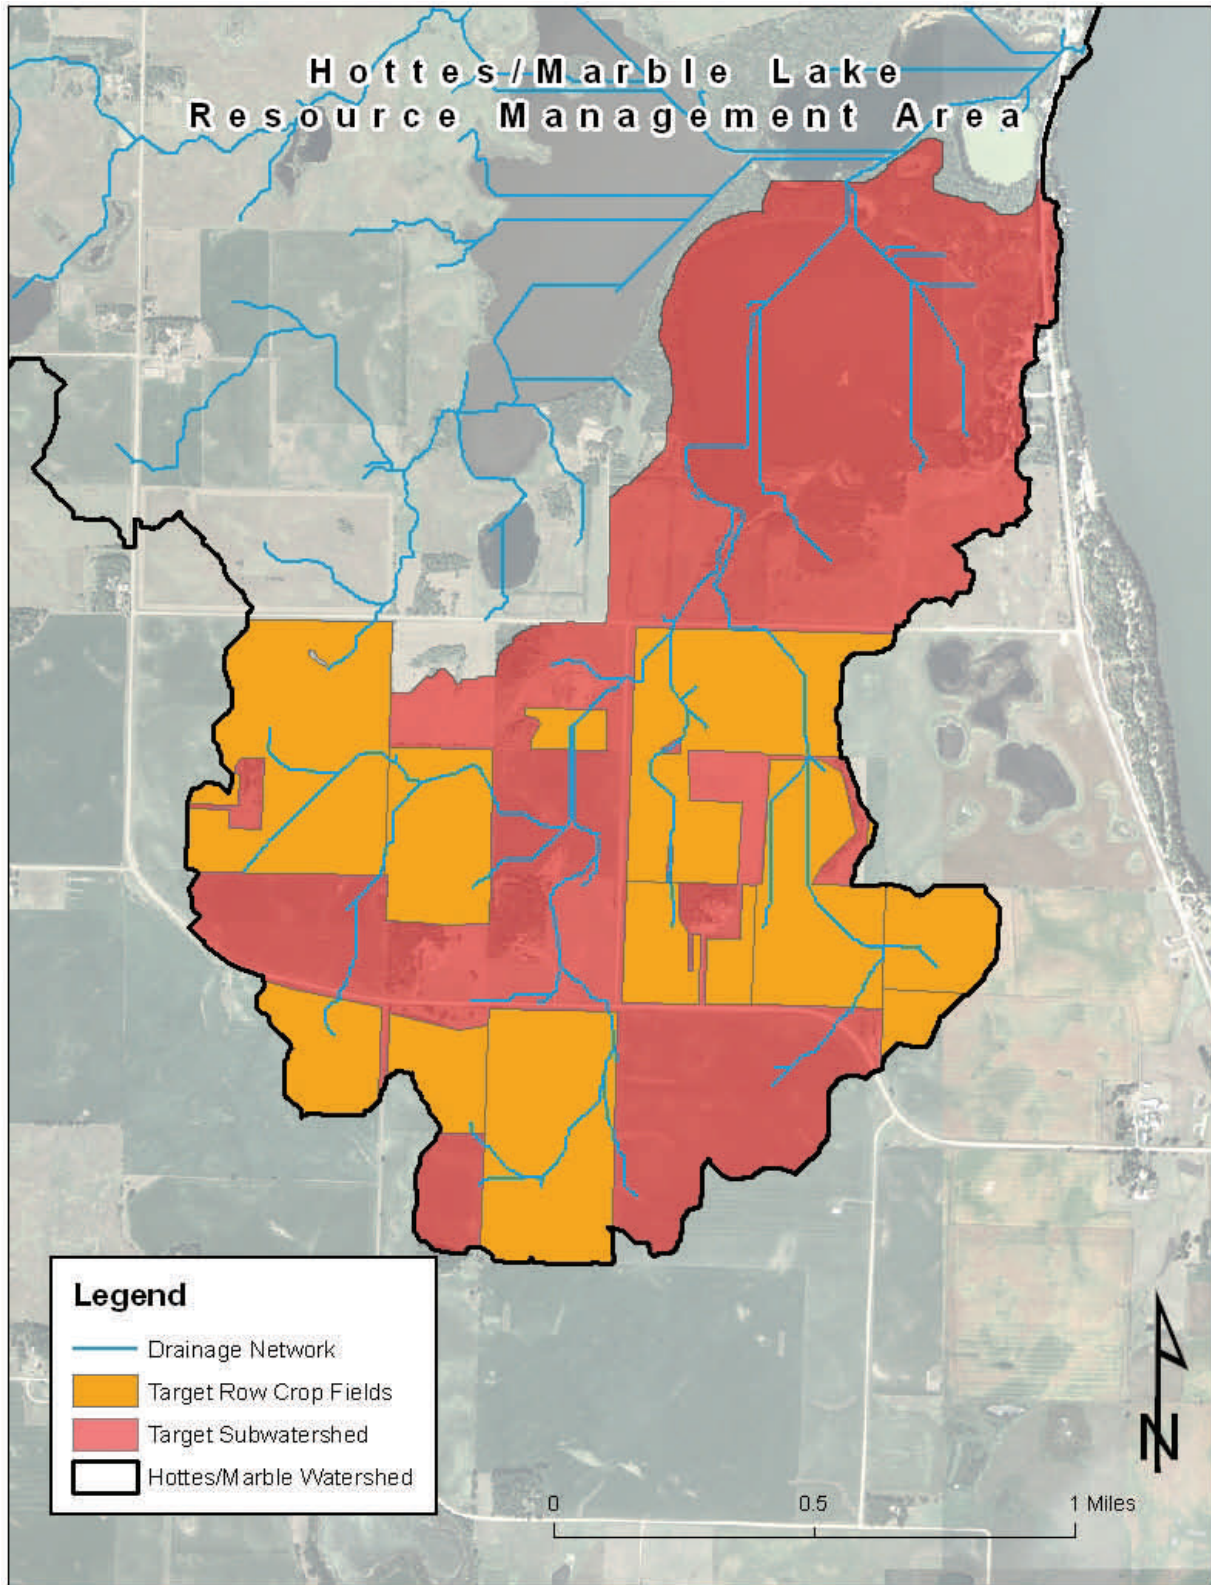 Hottes/Marble Lake
Resource Management Area
Legend
Drainage Network
Target Row Crop Fields
Target Subwatershed
Hottes/Marble Watershed
N
0 0.5 1 Miles